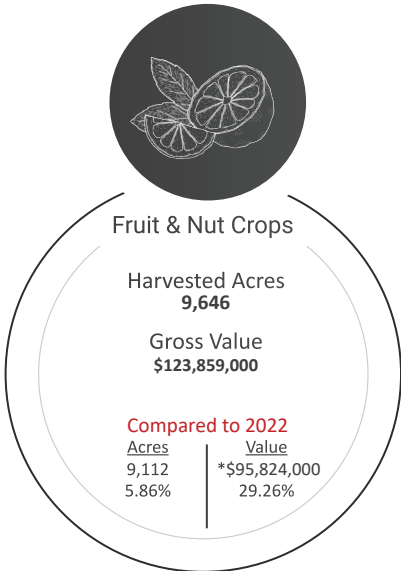 Fruit & Nut Crops
Harvested Acres
9,646
Gross Value
$123,859,000
Compared to 2022
Acres Value
9,112 *$95,824,000
5.86% 29.26%